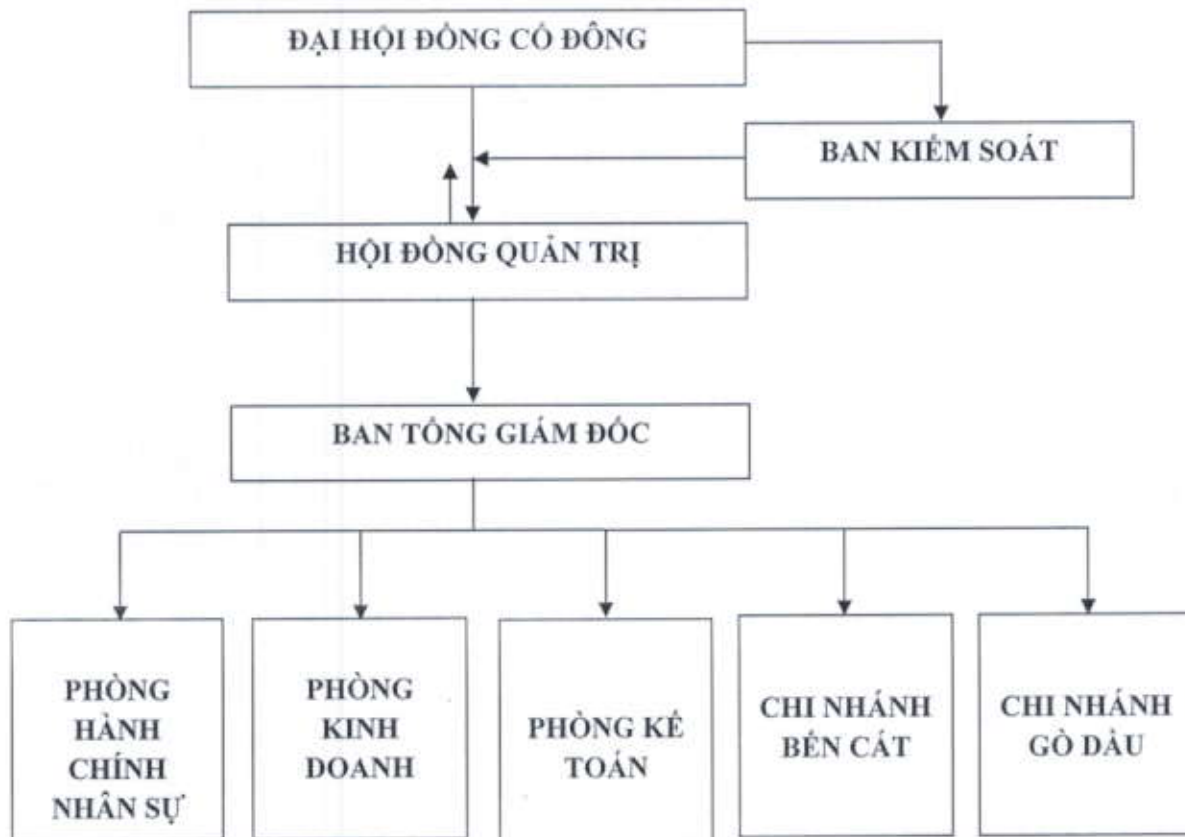 ĐẠI HỘI ĐỒNG CỔ ĐÔNG
BAN KIỂM SOÁT
HỘI ĐỒNG QUẢN TRỊ
BAN TỔNG GIÁM ĐỐC
PHÒNG
HÀNH
CHÍNH
NHÂN SỰ
PHÒNG
KINH
DOANH
PHÒNG KẾ
TOÁN
CHI NHÁNH
BẾN CÁT
CHI NHÁNH
GÒ DẦU